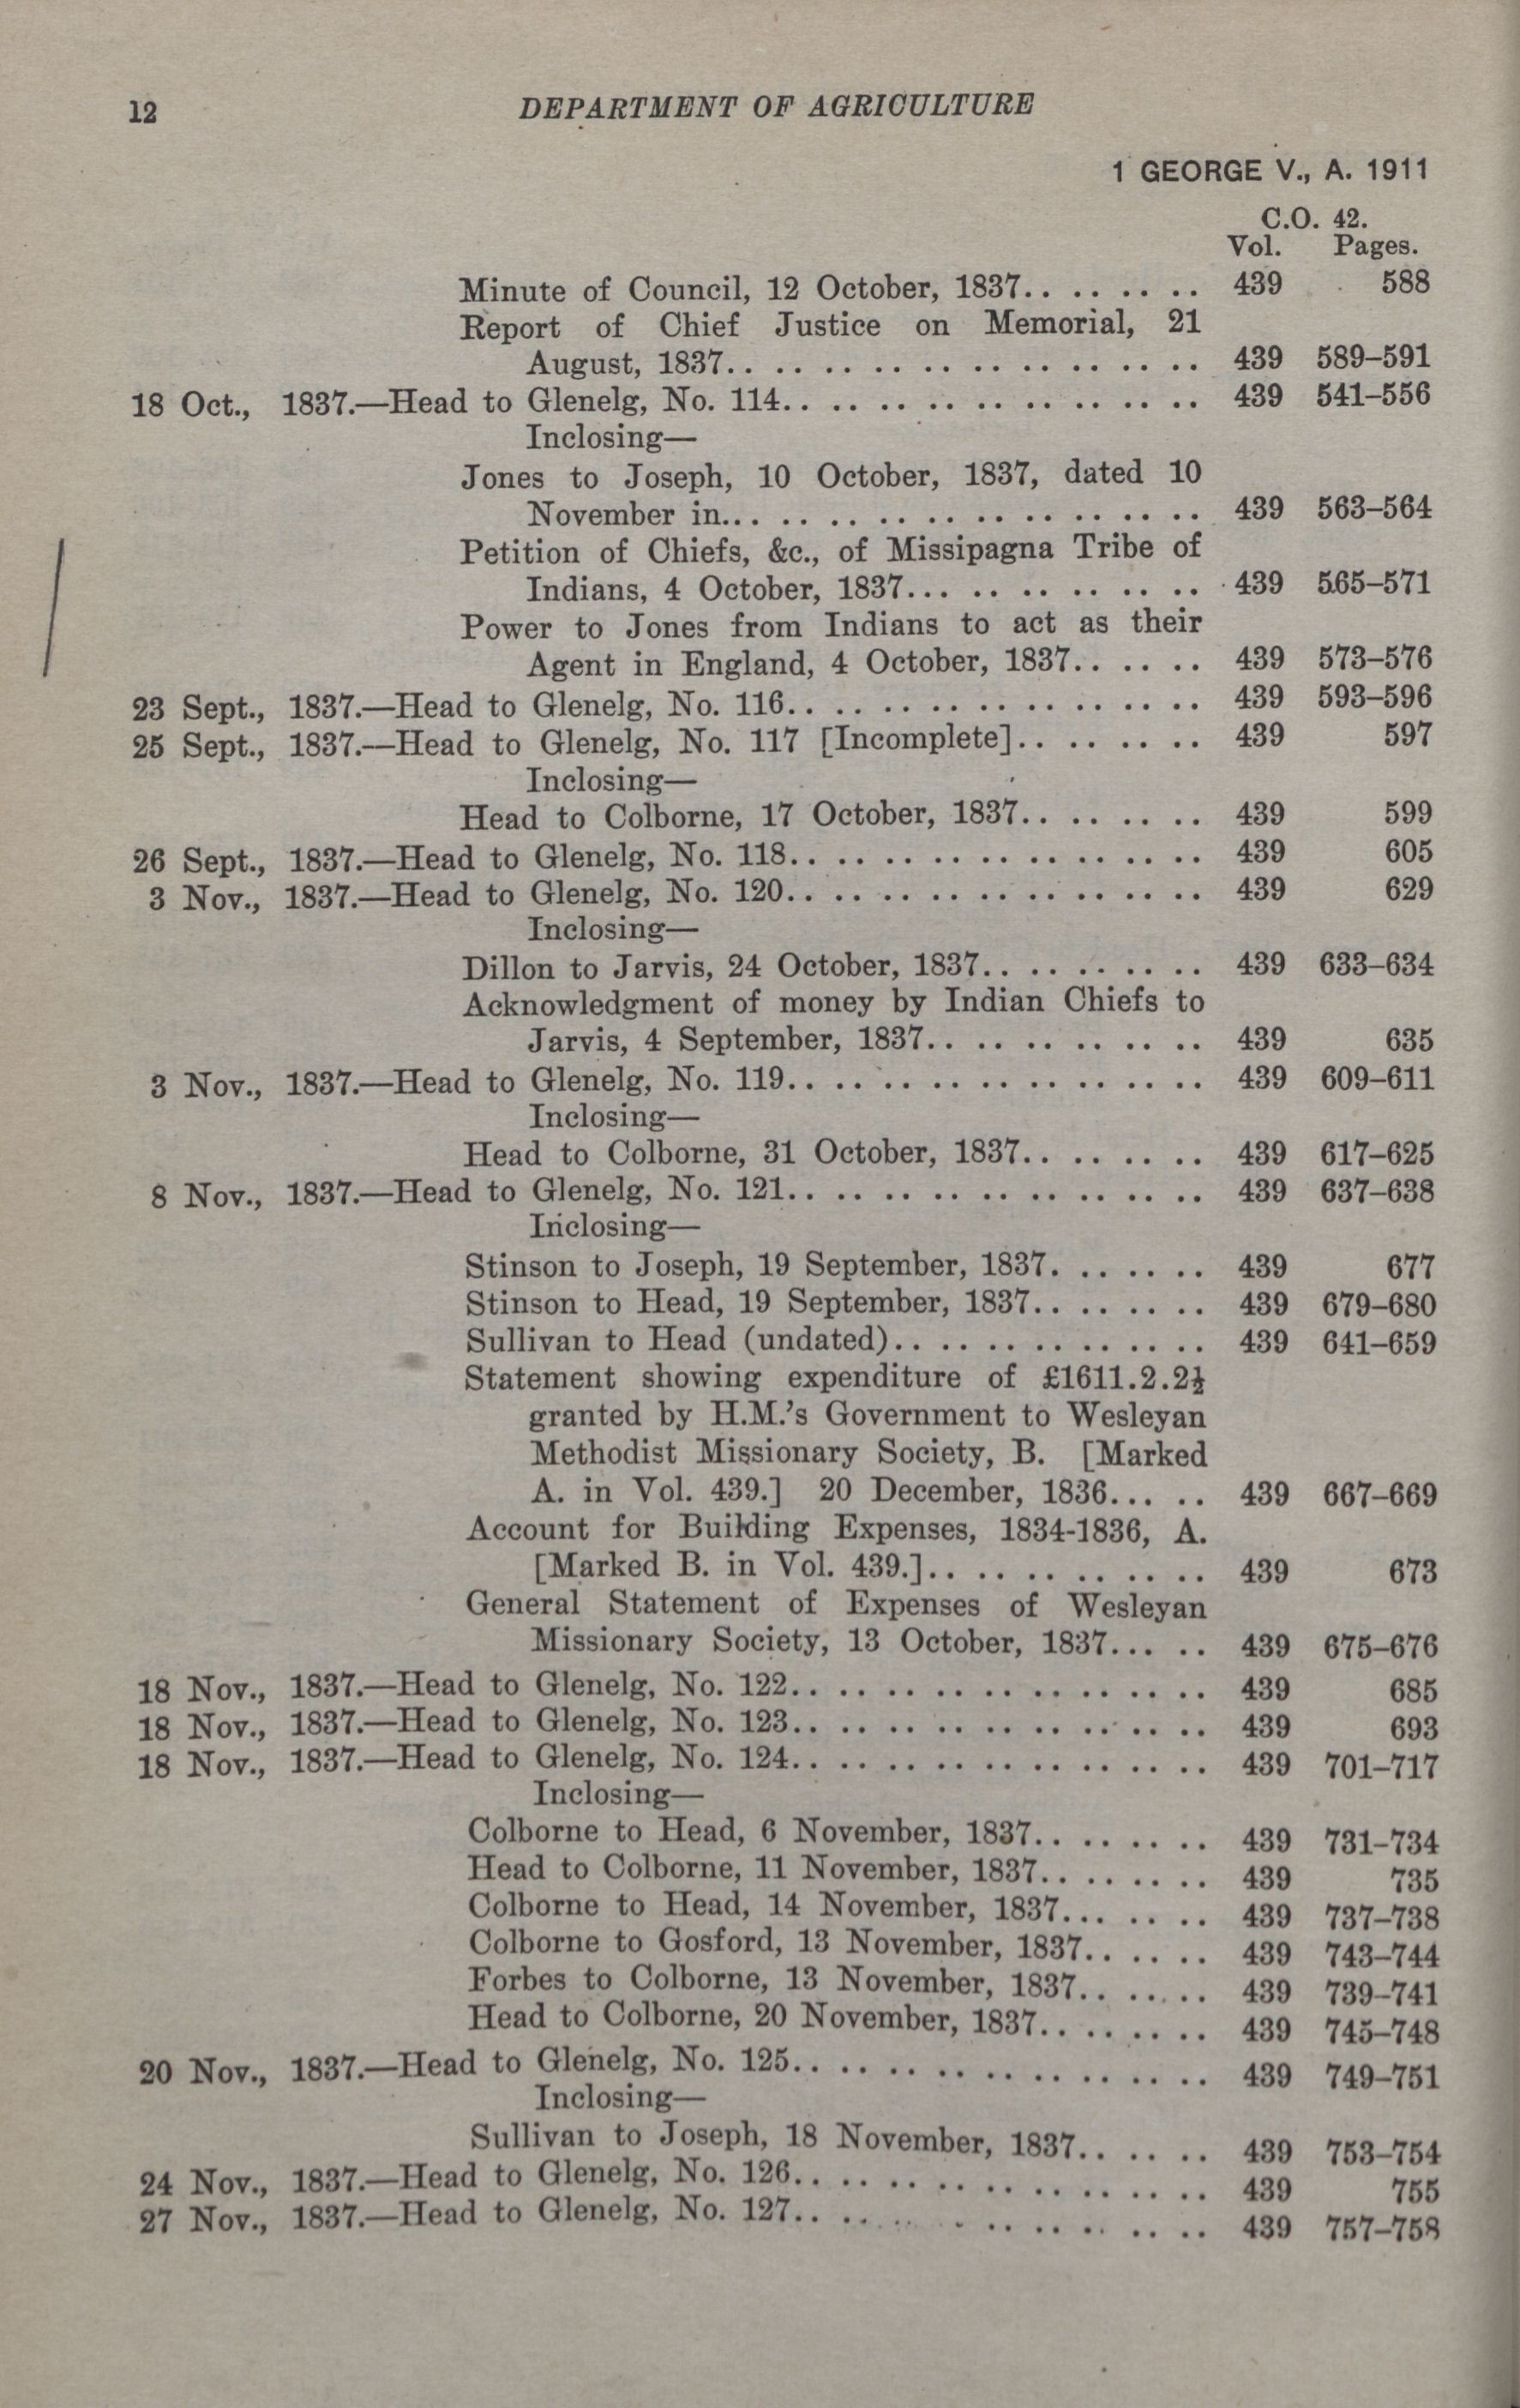 12 DEPARTMENT OF AGRICULTURE
1 GEORGE V., A. 1911
C.O. 42.
Vol. Pages.
Minute of Council, 12 October, 1837.. .. .. .. 439 588
Report of Chief Justice on Memorial, 21
August, 1837.. .. .. .. .. .. .. .. .. .. 439 589–591
18 Oct., 1837.—Head to Glenelg, No. 114.. .. .. .. .. .. .. .. .. 439 541–556
Inclosing—
Jones to Joseph, 10 October, 1837, dated 10
November in.. .. .. .. .. .. .. .. .. .. 439 563–564
Petition of Chiefs, &c., of Missipagna Tribe of
Indians, 4 October, 1837... .. .. .. .. .. 439 565–571
Power to Jones from Indians to act as their
Agent in England, 4 October, 1837.. .. .. 439 573–576
23 Sept., 1837.—Head to Glenelg, No. 116.. .. .. .. .. .. .. .. .. 439 593–596
25 Sept., 1837.—Head to Glenelg, No. 117 [Incomplete].. .. .. .. 439 597
Inclosing—
Head to Colborne, 17 October, 1837.. .. .. .. 439 599
26 Sept., 1837.—Head to Glenelg, No. 118.. .. .. .. .. .. .. .. .. 439 605
3 Nov., 1837.—Head to Glenelg, No. 120.. .. .. .. .. .. .. .. .. 439 629
Inclosing—
Dillon to Jarvis, 24 October, 1837.. .. .. .. .. 439 633–634
Acknowledgment of money by Indian Chiefs to
Jarvis, 4 September, 1837.. .. .. .. .. .. 439 635
3 Nov., 1837.—Head to Glenelg, No. 119.. .. .. .. .. .. .. .. .. 439 609–611
Inclosing—
Head to Colborne, 31 October, 1837.. .. .. .. 439 617–625
8 Nov., 1837.—Head to Glenelg, No. 121.. .. .. .. .. .. .. .. .. 439 637–638
Inclosing—
Stinson to Joseph, 19 September, 1837. .. .. .. 439 677
Stinson to Head, 19 September, 1837.. .. .. .. 439 679–680
Sullivan to Head (undated).. .. .. .. .. .. .. 439 641–659
Statement showing expenditure of £1611.2.2½
granted by H.M.'s Government to Wesleyan
Methodist Missionary Society, B. [Marked
A. in Vol. 439.] 20 December, 1836... .. .. 439 667–669
Account for Building Expenses, 1834-1836, A.
[Marked B. in Vol. 439.].. .. .. .. .. .. 439 673
General Statement of Expenses of Wesleyan
Missionary Society, 13 October, 1837... .. .. 439 675–676
18 Nov., 1837.—Head to Glenelg, No. 122.. .. .. .. .. .. .. .. .. 439 685
18 Nov., 1837.—Head to Glenelg, No. 123.. .. .. .. .. .. .. .. .. 439 693
18 Nov., 1837.—Head to Glenelg, No. 124.. .. .. .. .. .. .. .. .. 439 701–717
Inclosing—
Colborne to Head, 6 November, 1837.. .. .. .. 439 731–734
Head to Colborne, 11 November, 1837.. .. .. .. 439 735
Colborne to Head, 14 November, 1837... .. .. .. 439 737–738
Colborne to Gosford, 13 November, 1837.. .. .. 439 743–744
Forbes to Colborne, 13 November, 1837.. .. .. 439 739–741
Head to Colborne, 20 November, 1837.. .. .. .. 439 745–748
20 Nov., 1837.—Head to Glenelg, No. 125.. .. .. .. .. .. .. .. .. 439 749–751
Inclosing—
Sullivan to Joseph, 18 November, 1837.. .. .. 439 753–754
24 Nov., 1837.—Head to Glenelg, No. 126.. .. .. .. .. .. .. .. .. 439 755
27 Nov., 1837.—Head to Glenelg, No. 127.. .. .. .. .. .. .. .. .. 439 757–758